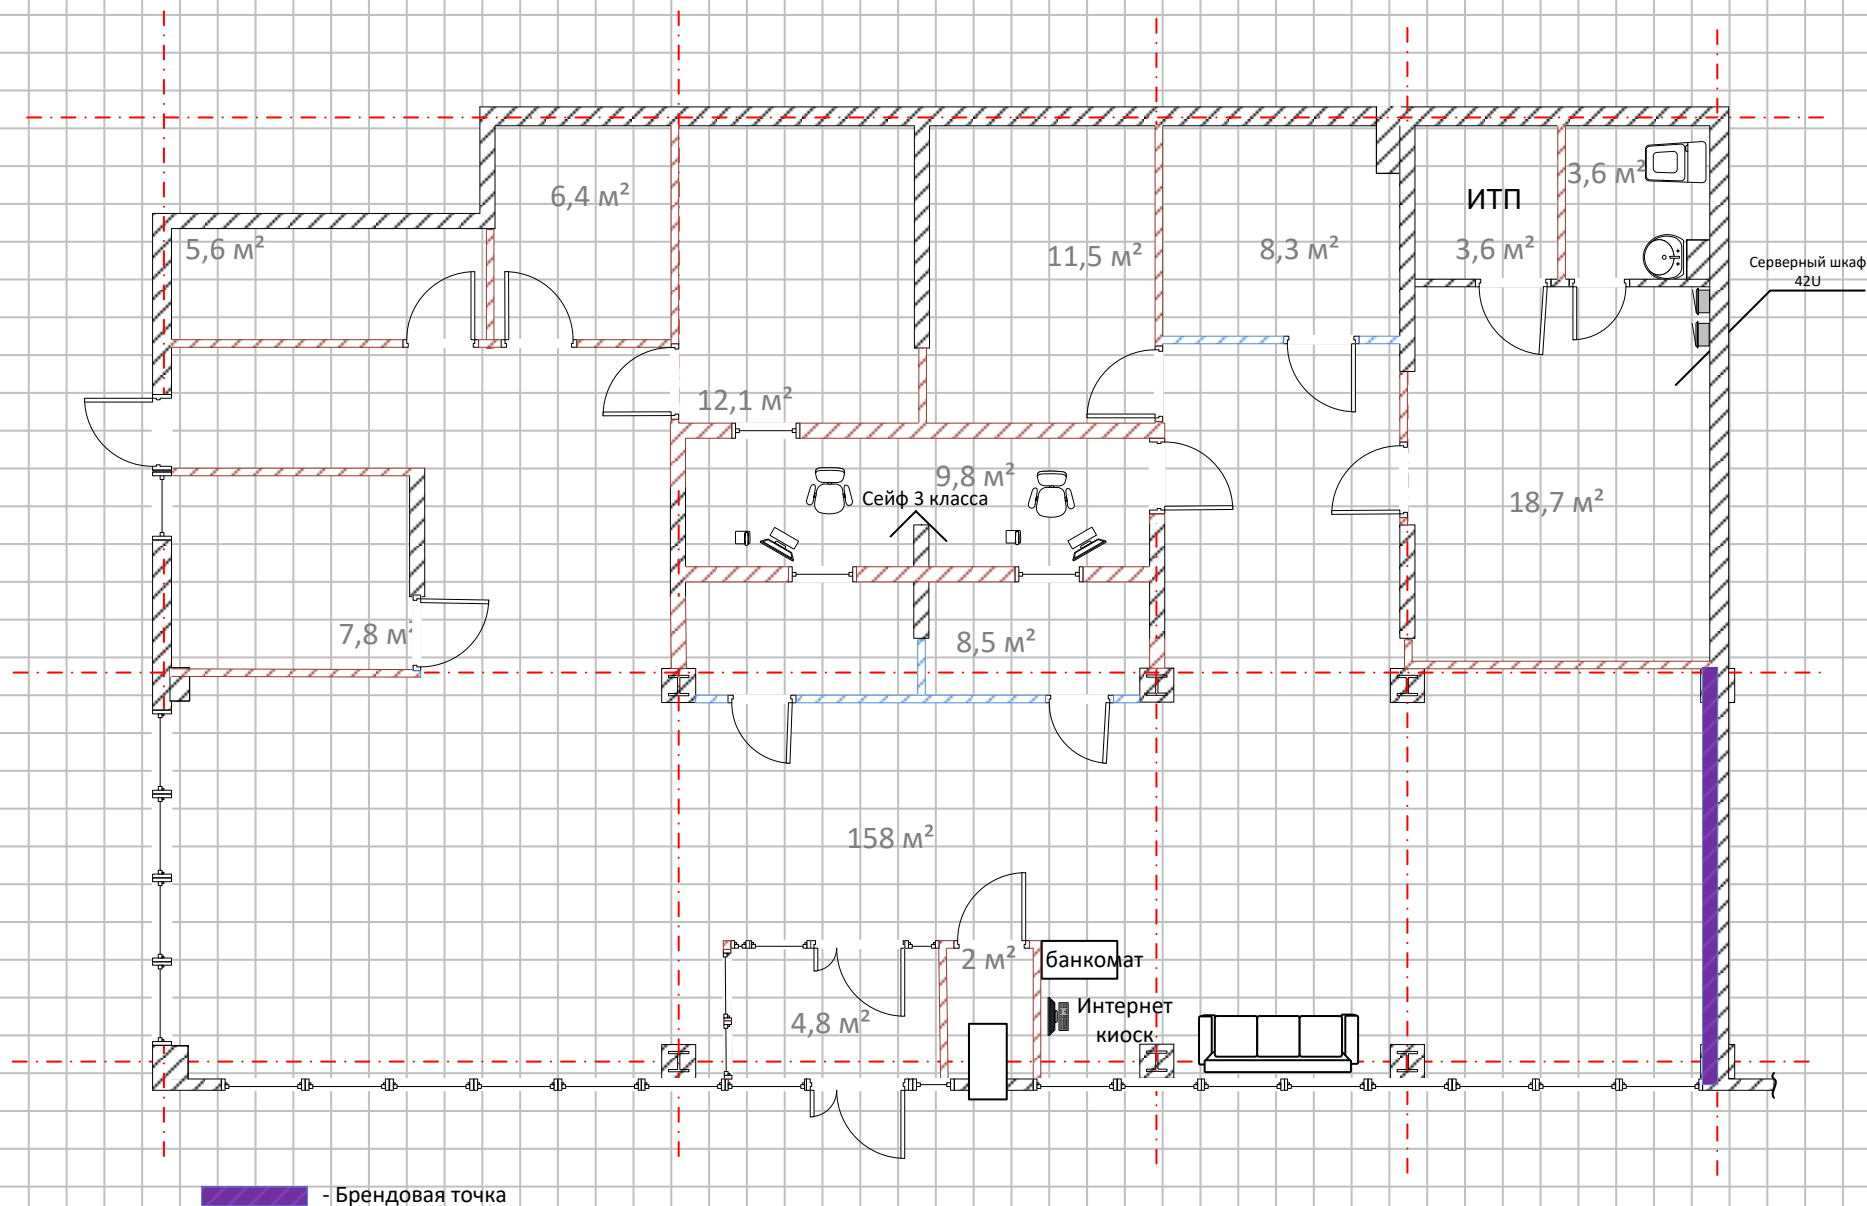 6,4 м²
3,6 м²
ИТП
5,6 м²
11,5 м²
8,3 м²
3,6 м²
Серверный шкаф
42U
12,1 м²
9,8 м²
Сейф 3 класса
18,7 м²
7,8 м²
8,5 м²
158 м²
2 м²
банкомат
4,8 м²
Интернет
киоск
- Брендовая точка